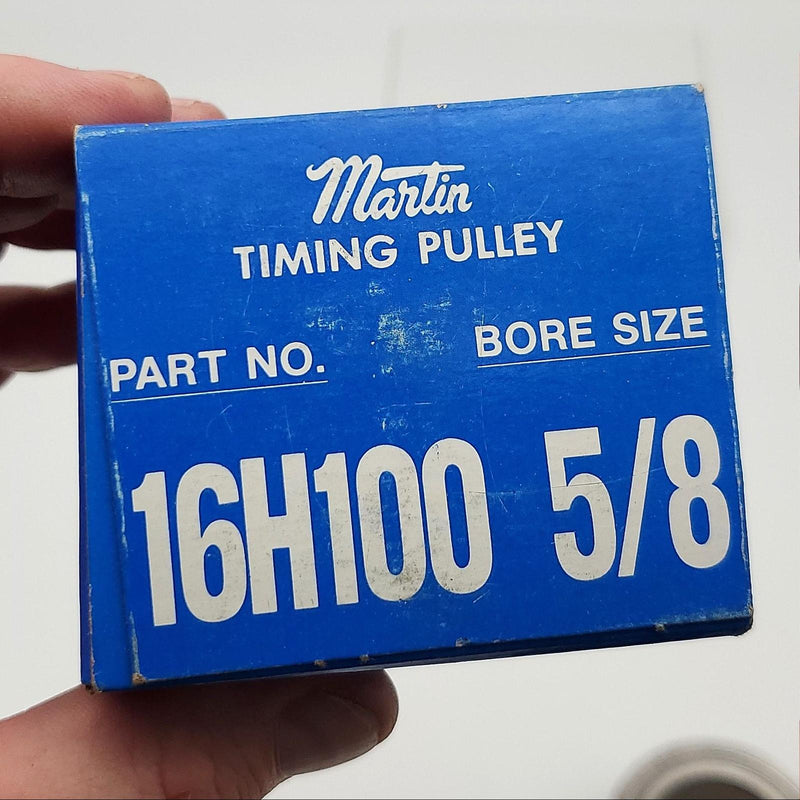 Martin
TIMING PULLEY
PART NO. BORE SIZE
16H100 5/8